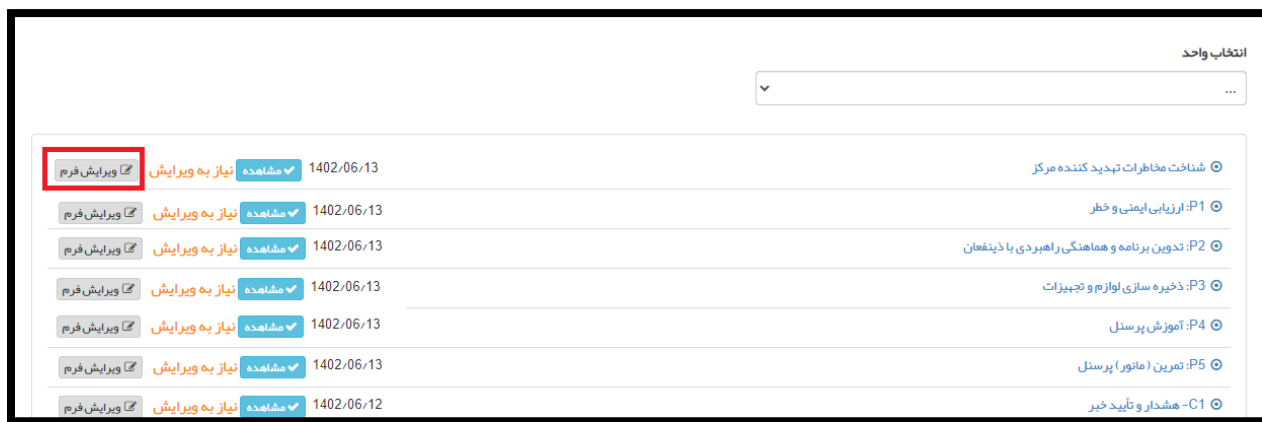 انتخاب واحد
...
شناخت مخاطرات تهدید کننده مرکز 1402/06/13 مشاهده نیاز به ویرایش ویرایش فرم
P1: ارزیابی ایمنی و خطر 1402/06/13 مشاهده نیاز به ویرایش ویرایش فرم
P2: تدوین برنامه و هماهنگی راهبردی با ذینفعان 1402/06/13 مشاهده نیاز به ویرایش ویرایش فرم
P3: ذخیره سازی لوازم و تجهیزات 1402/06/13 مشاهده نیاز به ویرایش ویرایش فرم
P4: آموزش پرسنل 1402/06/13 مشاهده نیاز به ویرایش ویرایش فرم
P5: تمرین (مانور) پرسنل 1402/06/13 مشاهده نیاز به ویرایش ویرایش فرم
C1- هشدار و تأیید خبر 1402/06/12 مشاهده نیاز به ویرایش ویرایش فرم